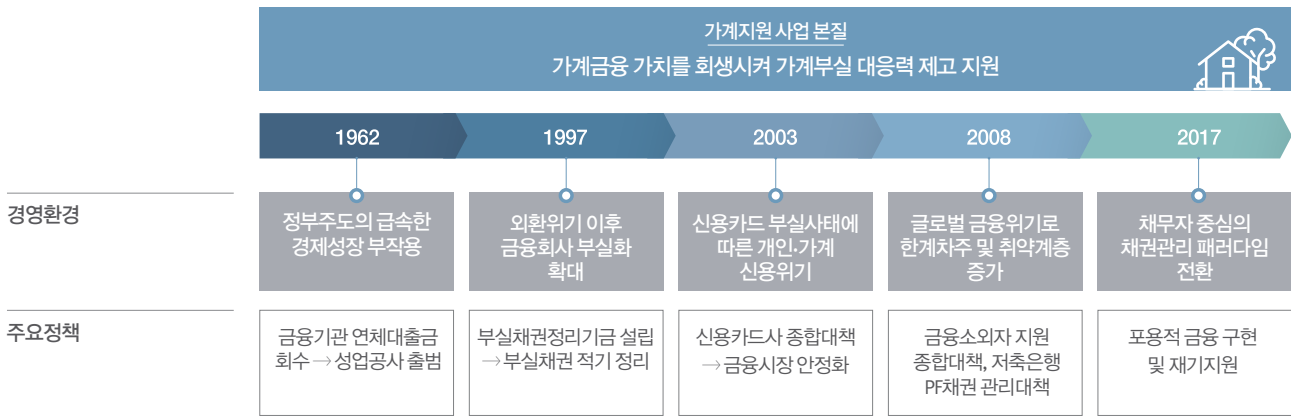 가계지원 사업 본질
가계금융 가치를 회생시켜 가계부실 대응력 제고 지원
1962
1997
2003
2008
2017
경영환경
정부주도의 급속한
경제성장 부작용
외환위기 이후
금융회사 부실화
확대
신용카드 부실사태에
따른 개인·가계
신용위기
글로벌 금융위기로
한계차주 및 취약계층
증가
채무자 중심의
채권관리 패러다임
전환
주요정책
금융기관 연체대출금
회수 → 성업공사 출범
부실채권정리기금 설립
→ 부실채권 적기 정리
신용카드사 종합대책
→ 금융시장 안정화
금융소외자 지원
종합대책, 저축은행
PF채권 관리대책
포용적 금융 구현
및 재기지원